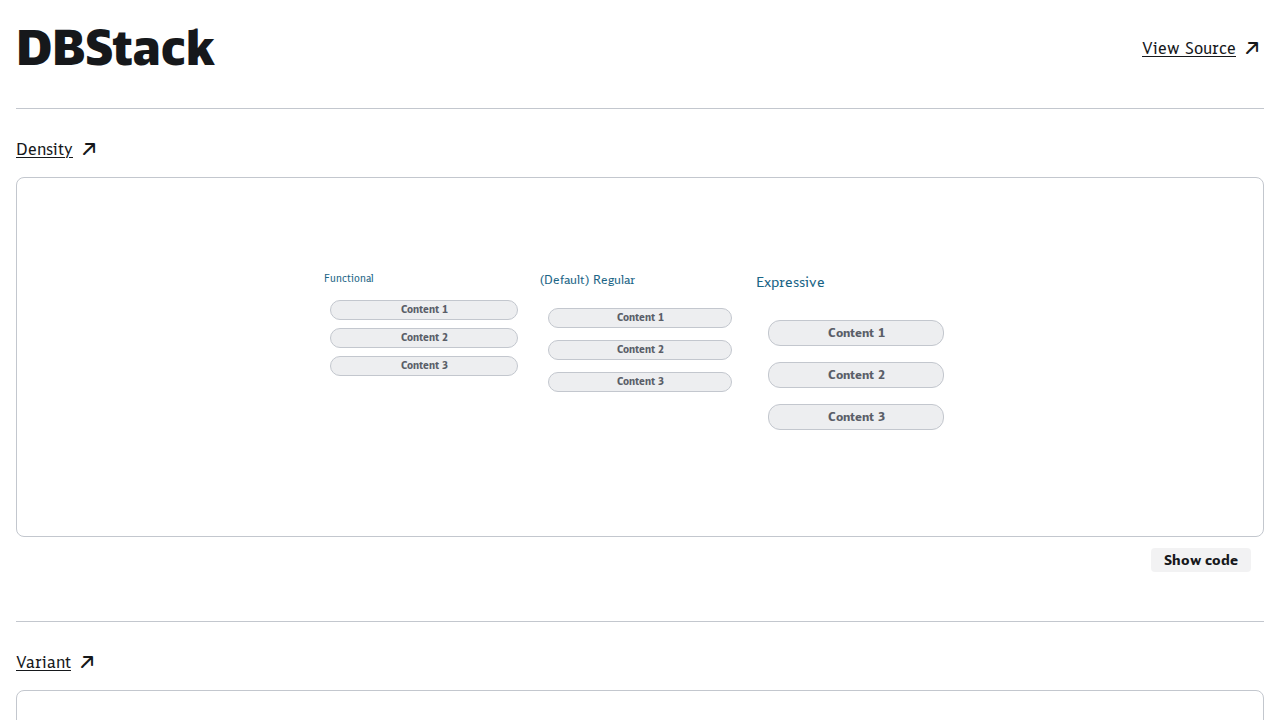 DBStack
View Source
Density
Functional
Content 1
Content 2
Content 3
(Default) Regular
Content 1
Content 2
Content 3
Expressive
Content 1
Content 2
Content 3
Show code
Variant